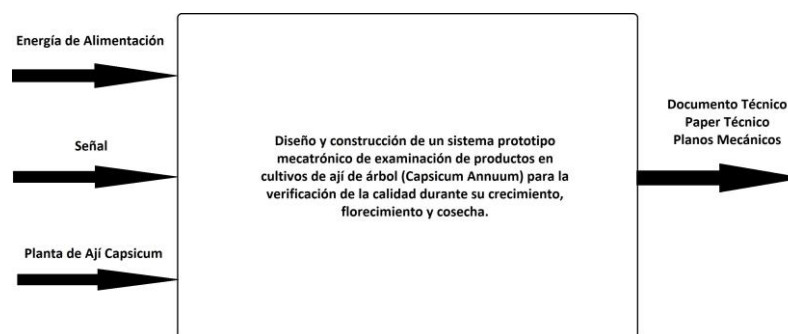 Energía de Alimentación
Señal
Planta de Ají Capsicum
Diseño y construcción de un sistema prototipo
mecatrónico de examinación de productos en
cultivos de ají de árbol (Capsicum Annuum) para la
verificación de la calidad durante su crecimiento,
florecimiento y cosecha.
Documento Técnico
Paper Técnico
Planos Mecánicos